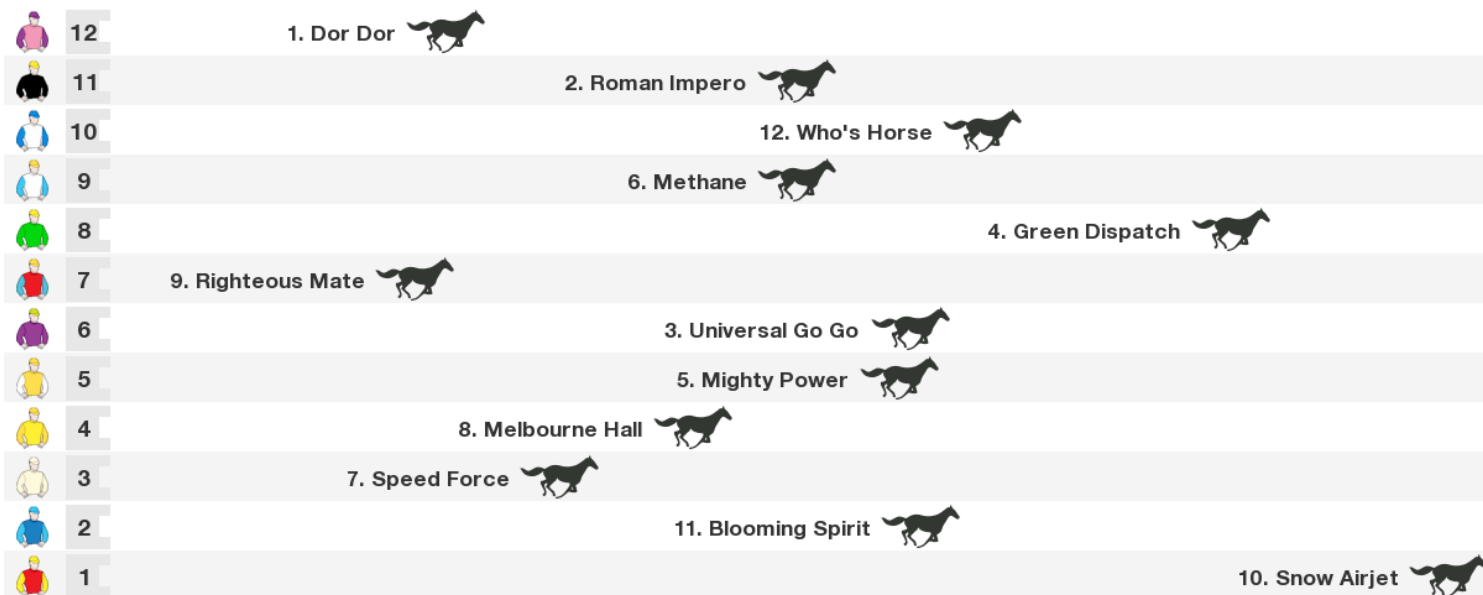 12 1. Dor Dor
11 2. Roman Impero
10 12. Who's Horse
9 6. Methane
8 4. Green Dispatch
7 9. Righteous Mate
6 3. Universal Go Go
5 5. Mighty Power
4 8. Melbourne Hall
3 7. Speed Force
2 11. Blooming Spirit
1 10. Snow Airjet